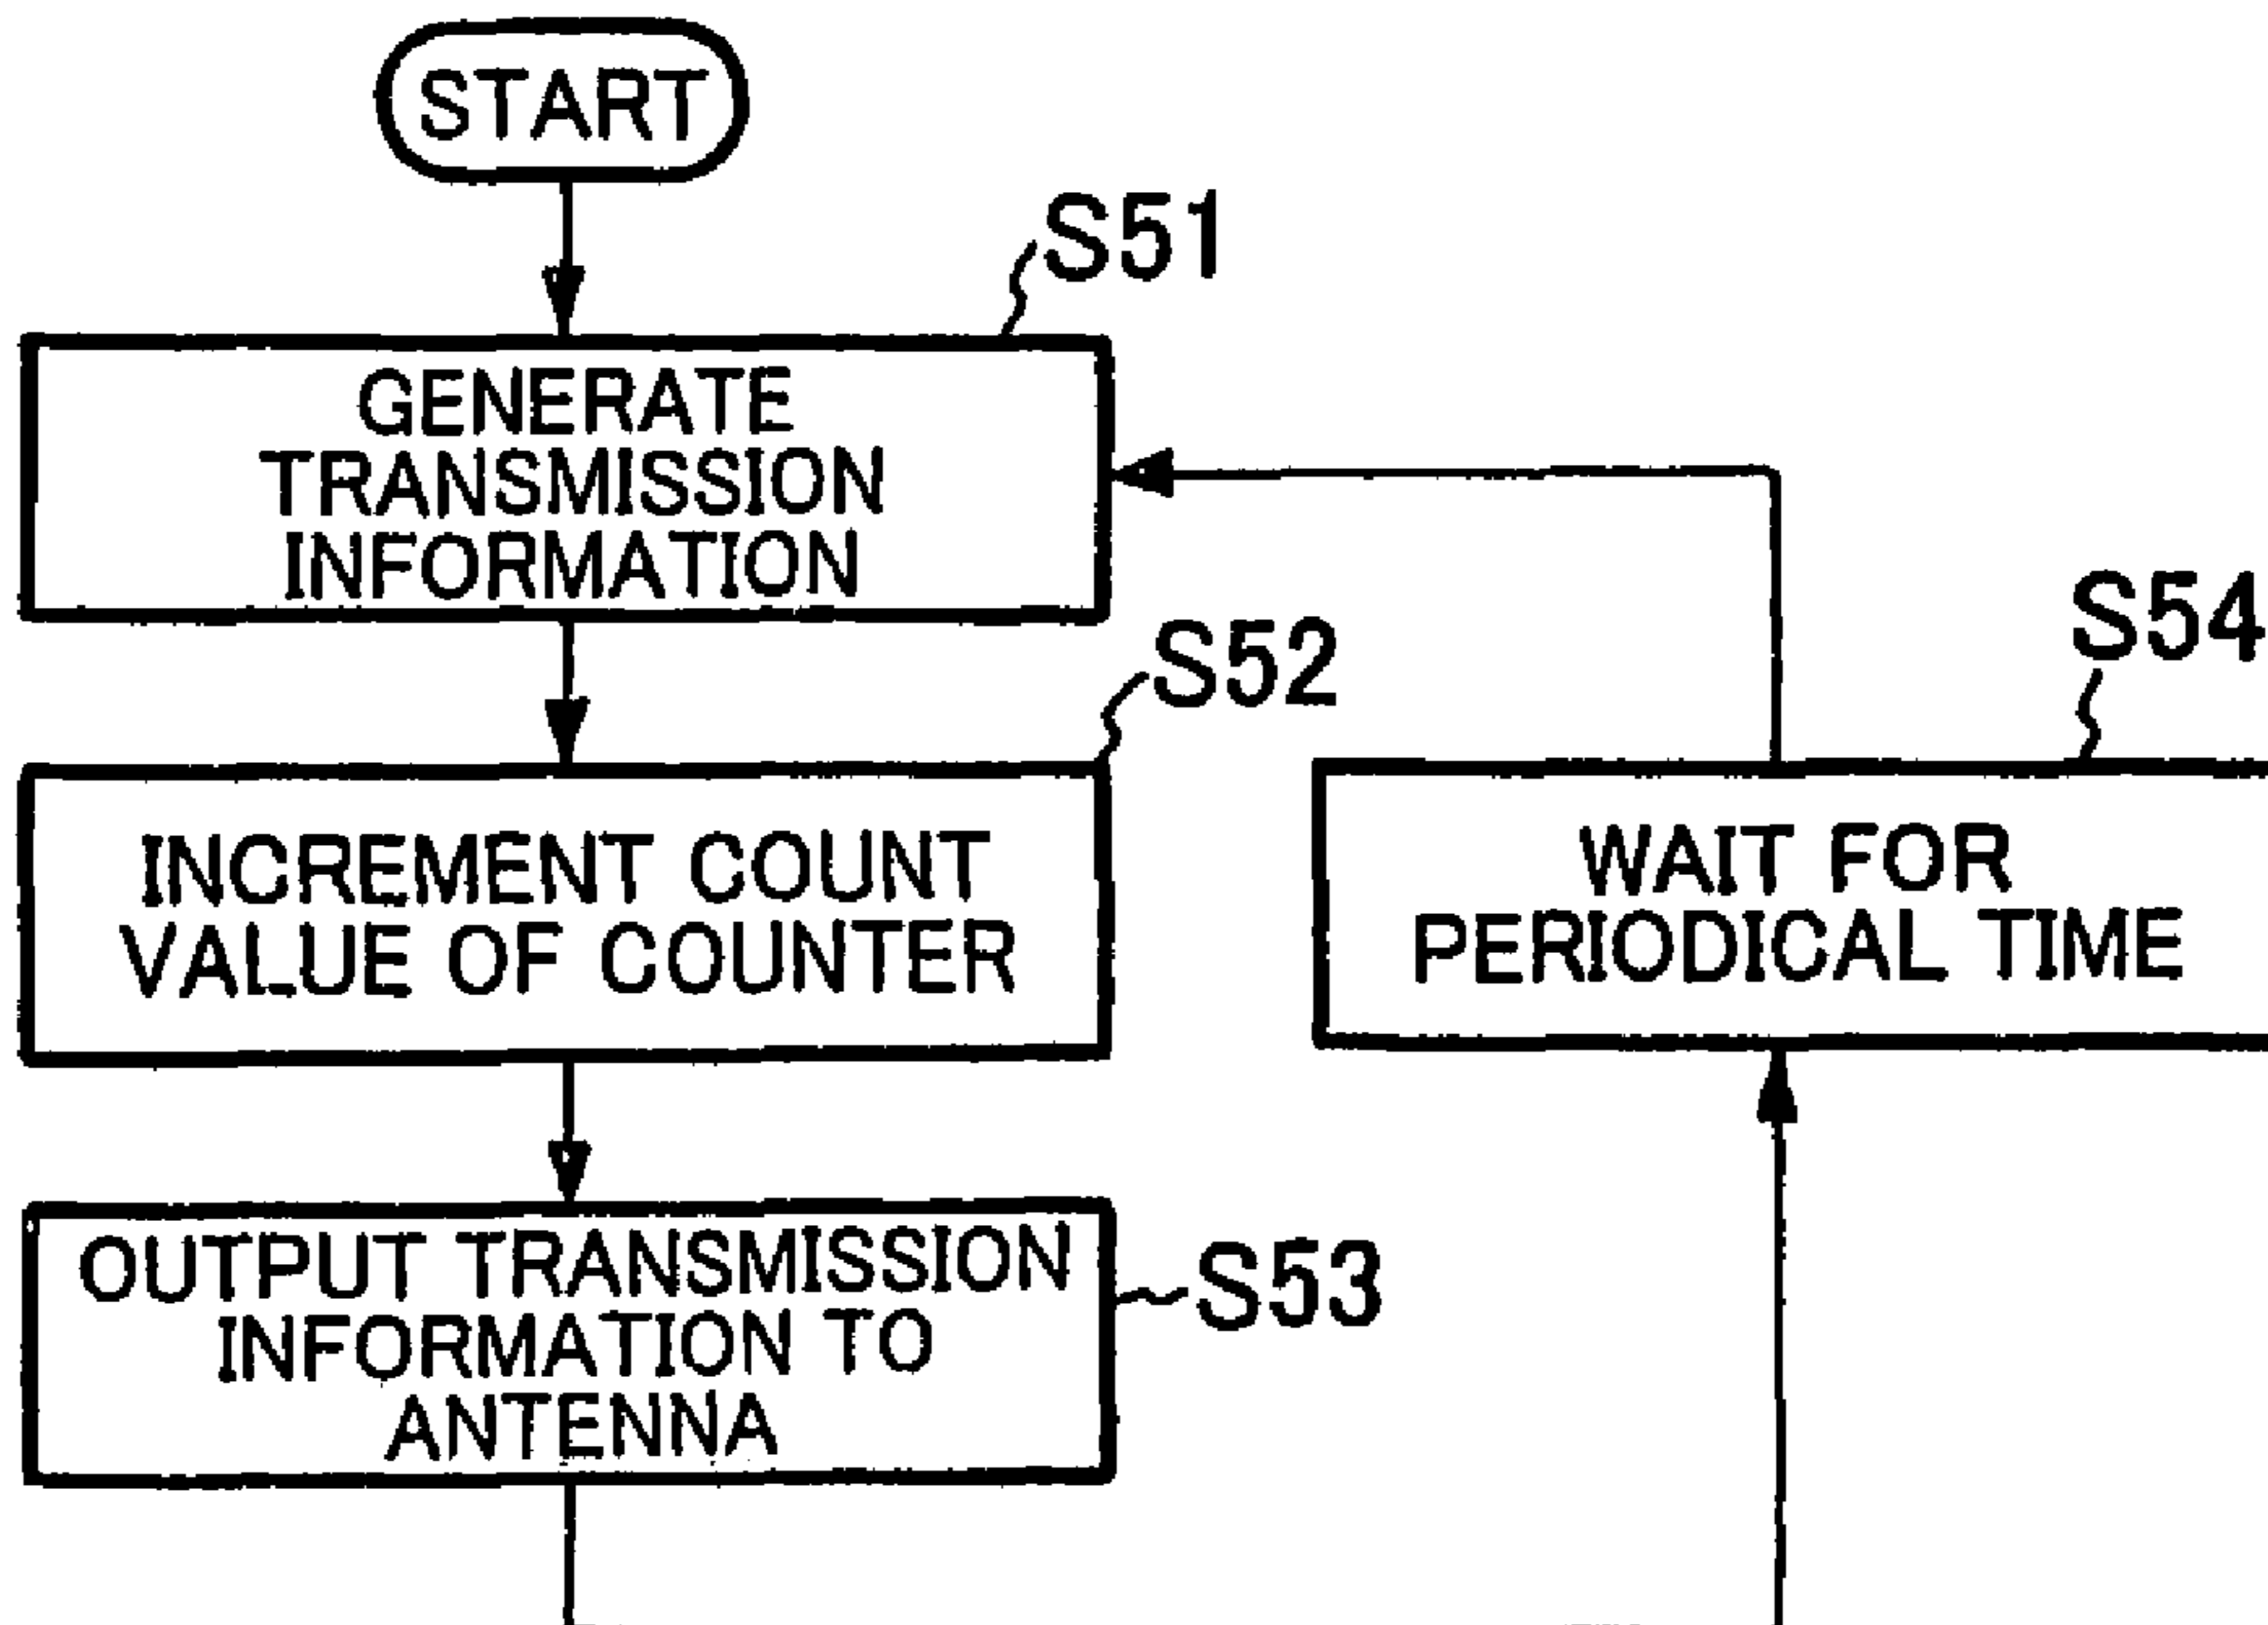 START
S51
GENERATE
TRANSMISSION
INFORMATION
S52
INCREMENT COUNT
VALUE OF COUNTER
S54
WAIT FOR
PERIODICAL TIME
OUTPUT TRANSMISSION
INFORMATION TO
ANTENNA
S53